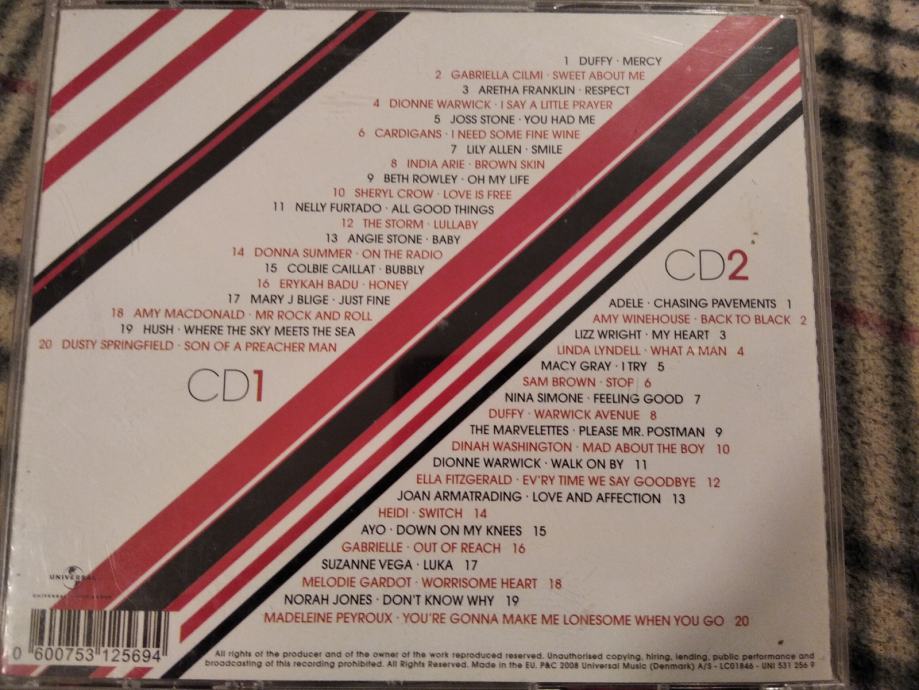 1 DUFFY · MERCY
2 GABRIELLA CILMI · SWEET ABOUT ME
3 ARETHA FRANKLIN · RESPECT
4 DIONNE WARWICK · I SAY A LITTLE PRAYER
5 JOSS STONE · YOU HAD ME
6 CARDIGANS · I NEED SOME FINE WINE
7 LILY ALLEN · SMILE
8 INDIA ARIE · BROWN SKIN
9 BETH ROWLEY · OH MY LIFE
10 SHERYL CROW · LOVE IS FREE
11 NELLY FURTADO · ALL GOOD THINGS
12 THE STORM · LULLABY
13 ANGIE STONE · BABY
14 DONNA SUMMER · ON THE RADIO
15 COLBIE CAILLAT · BUBBLY
16 ERYKAH BADU · HONEY
17 MARY J BLIGE · JUST FINE
18 AMY MACDONALD · MR ROCK AND ROLL
19 HUSH · WHERE THE SKY MEETS THE SEA
20 DUSTY SPRINGFIELD · SON OF A PREACHER MAN
CD1
CD2
ADELE · CHASING PAVEMENTS 1
AMY WINEHOUSE · BACK TO BLACK 2
LIZZ WRIGHT · MY HEART 3
LINDA LYNDELL · WHAT A MAN 4
MACY GRAY · I TRY 5
SAM BROWN · STOP 6
NINA SIMONE · FEELING GOOD 7
DUFFY · WARWICK AVENUE 8
THE MARVELETTES · PLEASE MR. POSTMAN 9
DINAH WASHINGTON · MAD ABOUT THE BOY 10
DIONNE WARWICK · WALK ON BY 11
ELLA FITZGERALD · EV'RY TIME WE SAY GOODBYE 12
JOAN ARMATRADING · LOVE AND AFFECTION 13
HEIDI · SWITCH 14
AYO · DOWN ON MY KNEES 15
GABRIELLE · OUT OF REACH 16
SUZANNE VEGA · LUKA 17
MELODIE GARDOT · WORRISOME HEART 18
NORAH JONES · DON'T KNOW WHY 19
MADELEINE PEYROUX · YOU'RE GONNA MAKE ME LONESOME WHEN YOU GO 20
UNIVERSAL
0 600753 125694
All rights of the producer and of the owner of the work reproduced reserved. Unauthorised copying, hiring, lending, public performance and
broadcasting of this recording prohibited. All Rights Reserved. Made in the EU. P&C 2008 Universal Music (Denmark) A/S - LC01846 - UNI 531 256 9